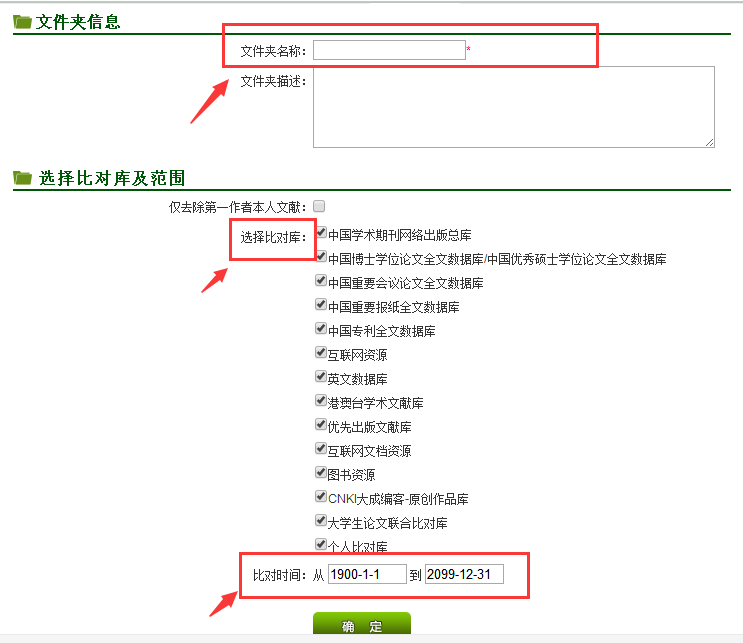 文件夹信息
文件夹名称： *
文件夹描述：
选择比对库及范围
仅去除第一作者本人文献：
选择比对库： 中国学术期刊网络出版总库
中国博士学位论文全文数据库/中国优秀硕士学位论文全文数据库
中国重要会议论文全文数据库
中国重要报纸全文数据库
中国专利全文数据库
互联网资源
英文数据库
港澳台学术文献库
优先出版文献库
互联网文档资源
图书资源
CNKI大成编客-原创作品库
大学生论文联合比对库
个人比对库
比对时间：从 1900-1-1 到 2099-12-31
确 定